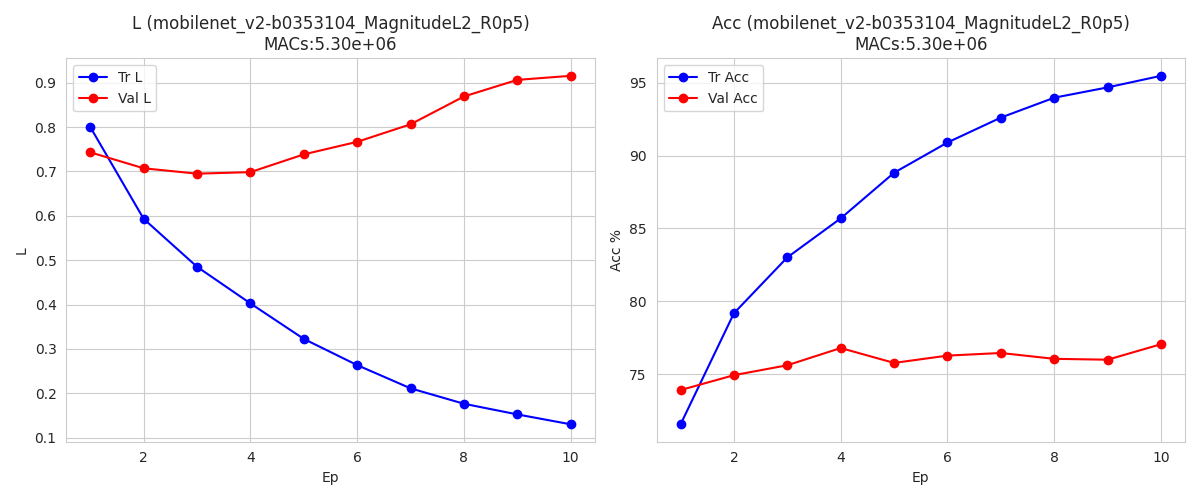 L (mobilenet_v2-b0353104_MagnitudeL2_R0p5)
MACs:5.30e+06
Tr L
Val L
0.9
0.8
0.7
0.6
0.5
0.4
0.3
0.2
0.1
L
2 4 6 8 10
Ep
Acc (mobilenet_v2-b0353104_MagnitudeL2_R0p5)
MACs:5.30e+06
Tr Acc
Val Acc
95
90
85
80
75
Acc %
2 4 6 8 10
Ep